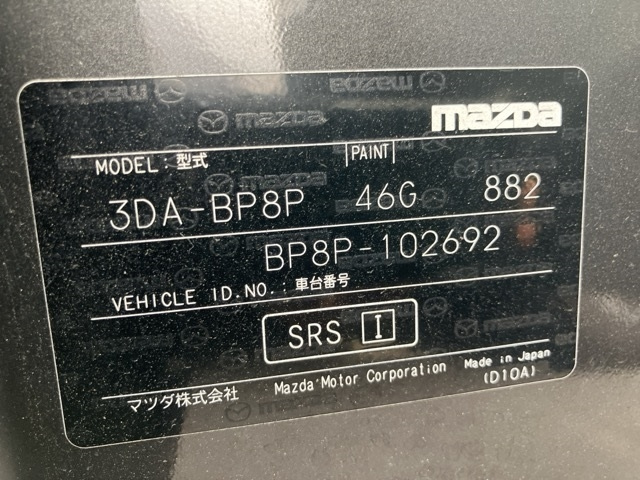 mazda
MODEL : 型式 PAINT
3DA-BP8P 46G 882
BP8P-102692
VEHICLE ID.NO.: 車台番号
SRS I
マツダ株式会社 Mazda Motor Corporation Made in Japan
(D10A)